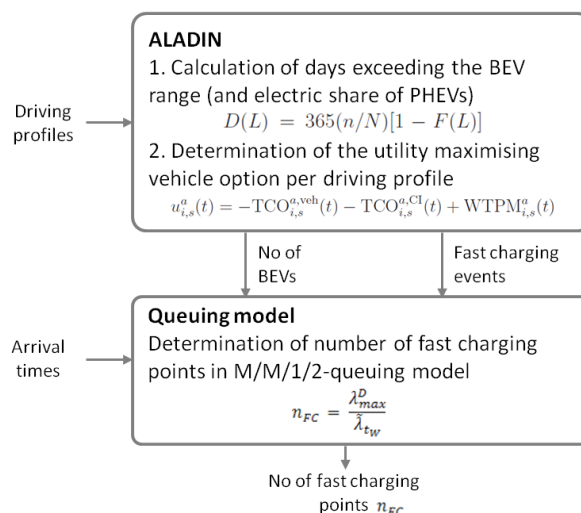 ALADIN
1. Calculation of days exceeding the BEV
range (and electric share of PHEVs)
D(L) = 365(n/N)[1 − F(L)]
2. Determination of the utility maximising
vehicle option per driving profile
u^a_{i,s}(t) = −TCO^{a,veh}_{i,s}(t) − TCO^{a,CI}_{i,s}(t) + WTPM^a_{i,s}(t)
Driving
profiles
No of
BEVs
Fast charging
events
Queuing model
Determination of number of fast charging
points in M/M/1/2-queuing model
n_{FC} = λ^D_{max} / λ̃_{t_W}
Arrival
times
No of fast charging
points n_{FC}